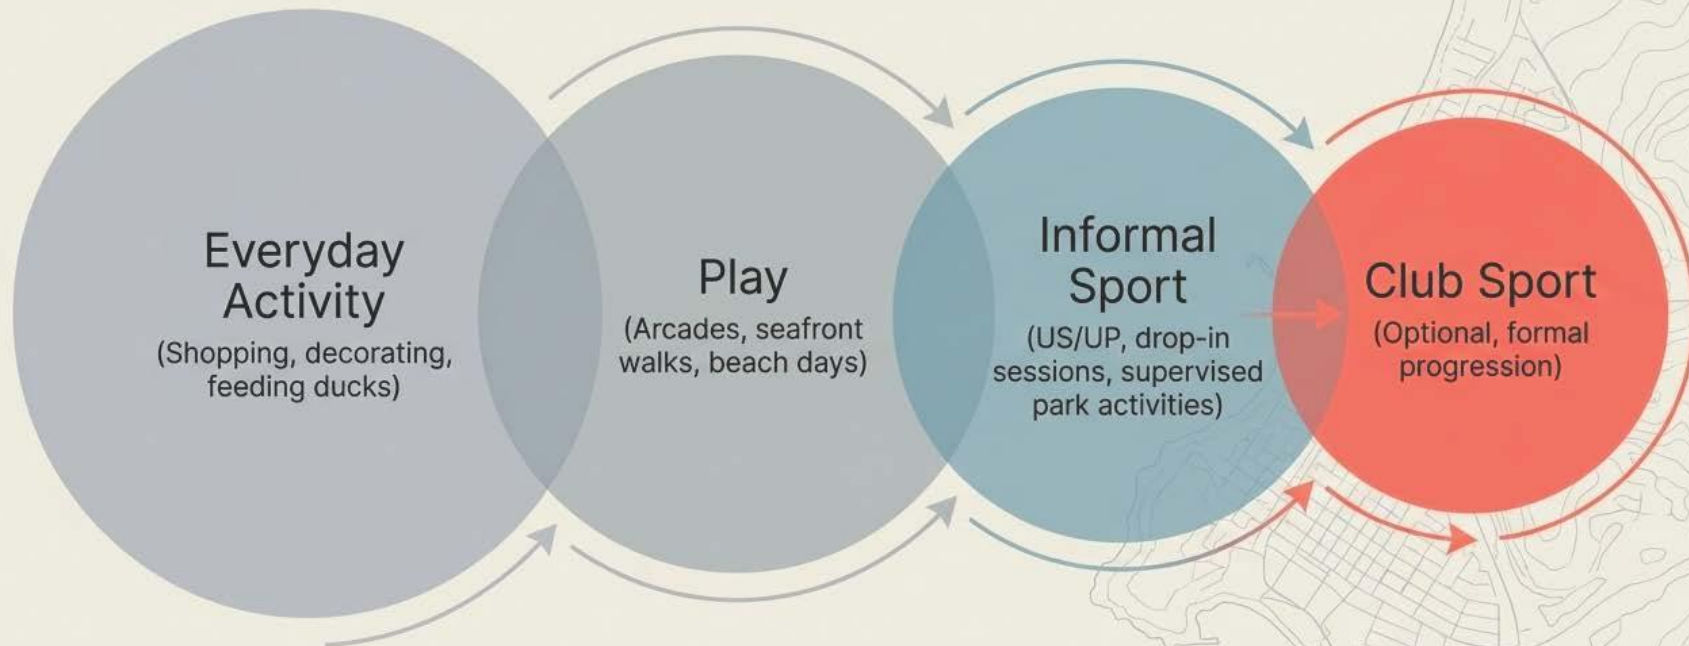 Everyday
Activity
(Shopping, decorating,
feeding ducks)
Play
(Arcades, seafront
walks, beach days)
Informal
Sport
(US/UP, drop-in
sessions, supervised
park activities)
Club Sport
(Optional, formal
progression)